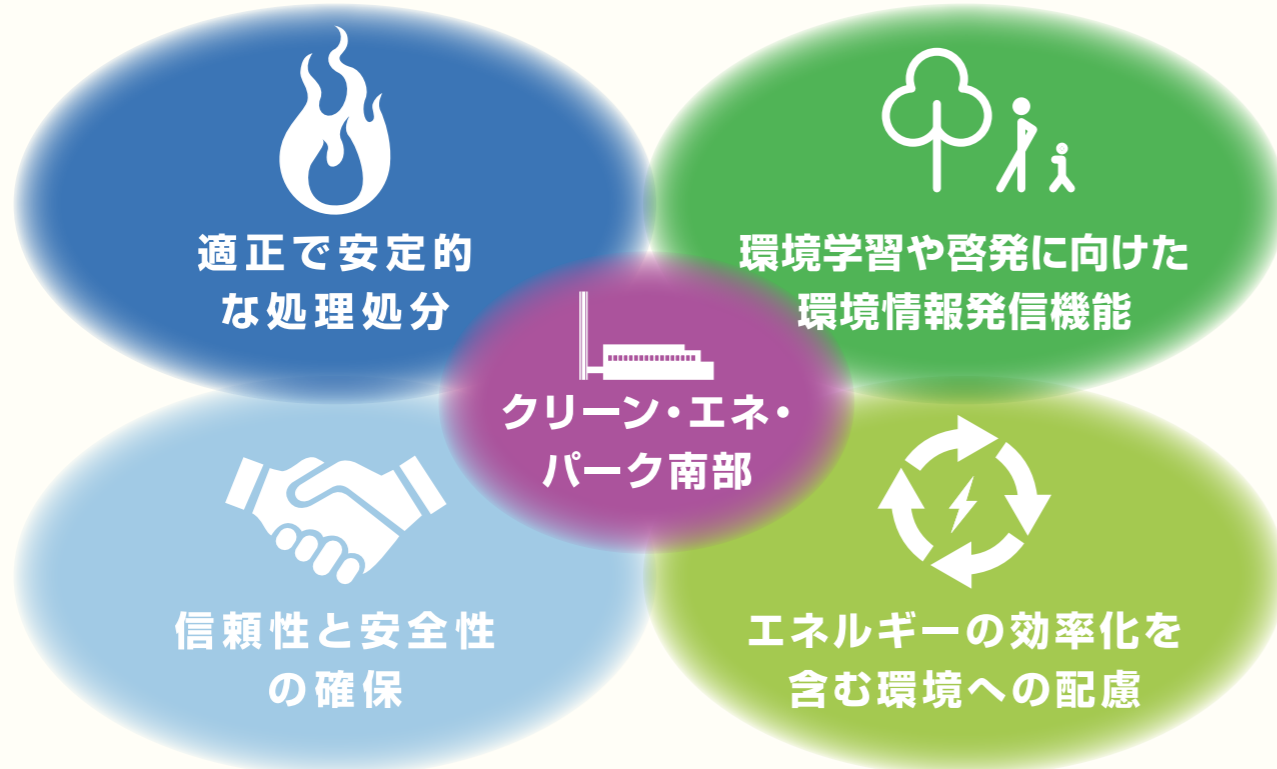 適正で安定的
な処理処分
環境学習や啓発に向けた
環境情報発信機能
クリーン・エネ・
パーク南部
信頼性と安全性
の確保
エネルギーの効率化を
含む環境への配慮